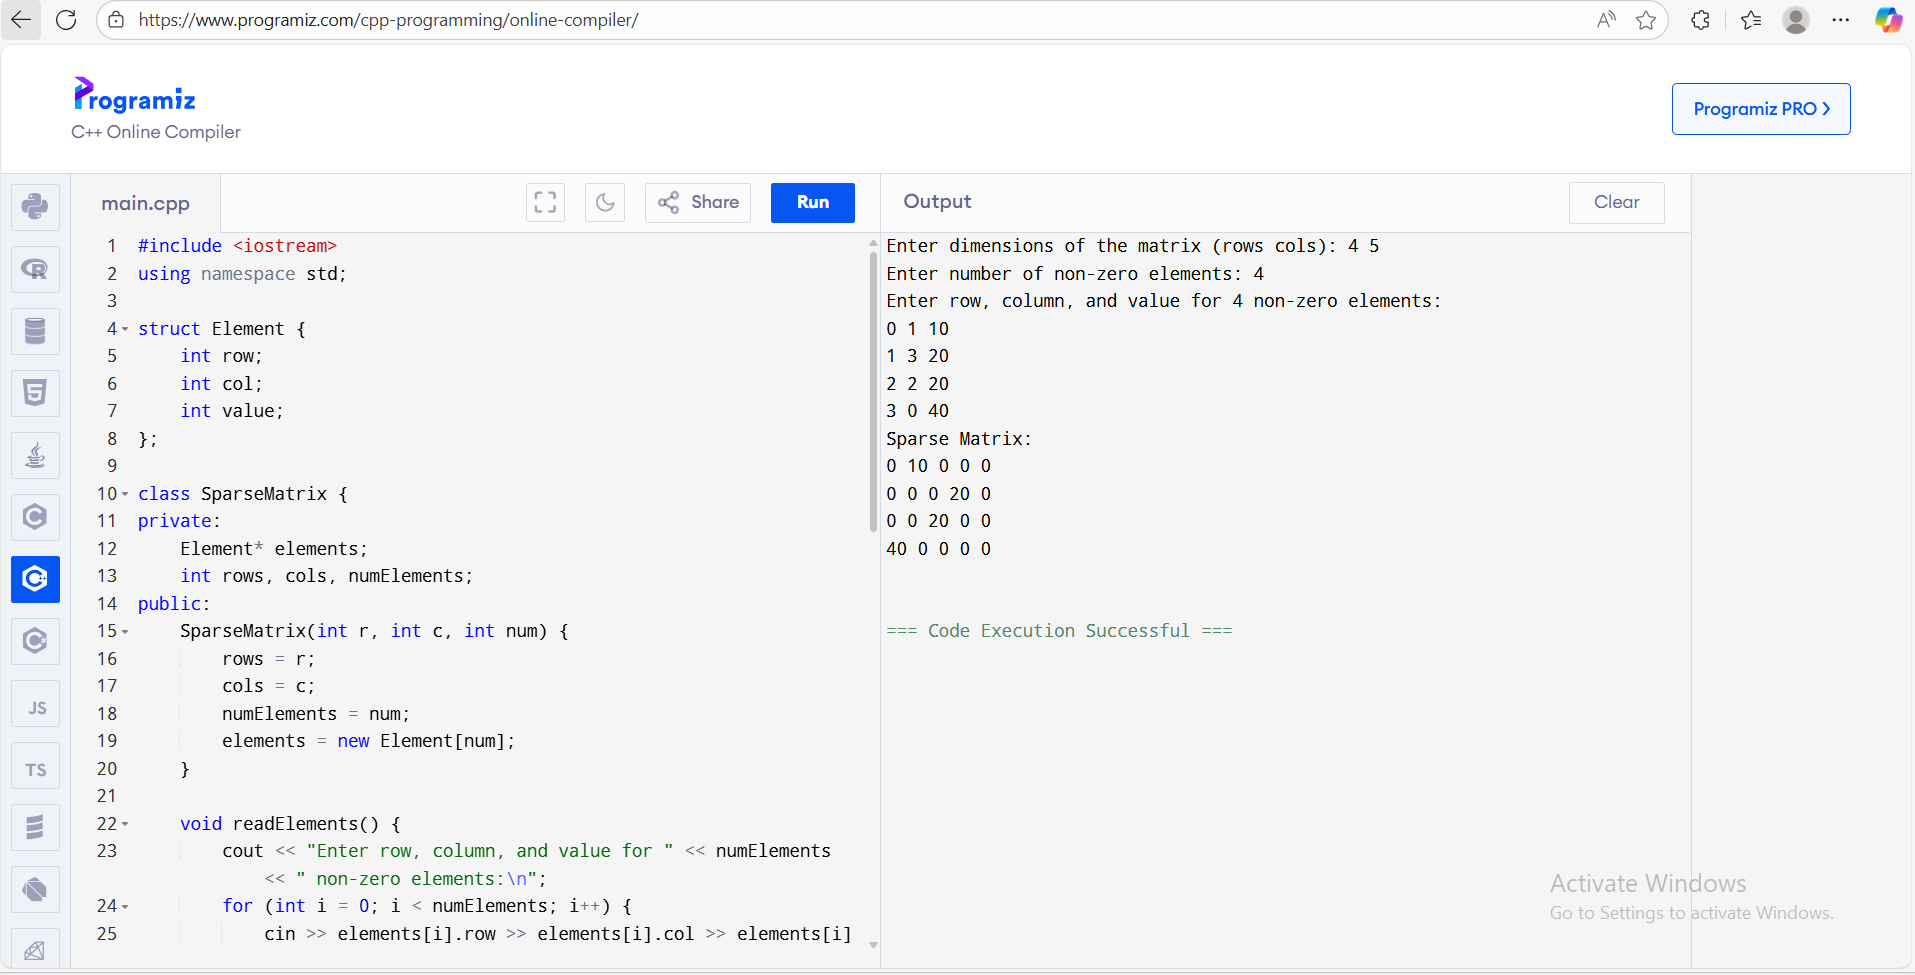 https://www.programiz.com/cpp-programming/online-compiler/
Programiz
C++ Online Compiler
Programiz PRO
main.cpp
Share
Run
Output
Clear
1 #include <iostream>
2 using namespace std;
3
4 struct Element {
5 int row;
6 int col;
7 int value;
8 };
9
10 class SparseMatrix {
11 private:
12 Element* elements;
13 int rows, cols, numElements;
14 public:
15 SparseMatrix(int r, int c, int num) {
16 rows = r;
17 cols = c;
18 numElements = num;
19 elements = new Element[num];
20 }
21
22 void readElements() {
23 cout << "Enter row, column, and value for " << numElements
<< " non-zero elements:\n";
24 for (int i = 0; i < numElements; i++) {
25 cin >> elements[i].row >> elements[i].col >> elements[i]
Enter dimensions of the matrix (rows cols): 4 5
Enter number of non-zero elements: 4
Enter row, column, and value for 4 non-zero elements:
0 1 10
1 3 20
2 2 20
3 0 40
Sparse Matrix:
0 10 0 0 0
0 0 0 20 0
0 0 20 0 0
40 0 0 0 0
=== Code Execution Successful ===
JS
TS
Activate Windows
Go to Settings to activate Windows.